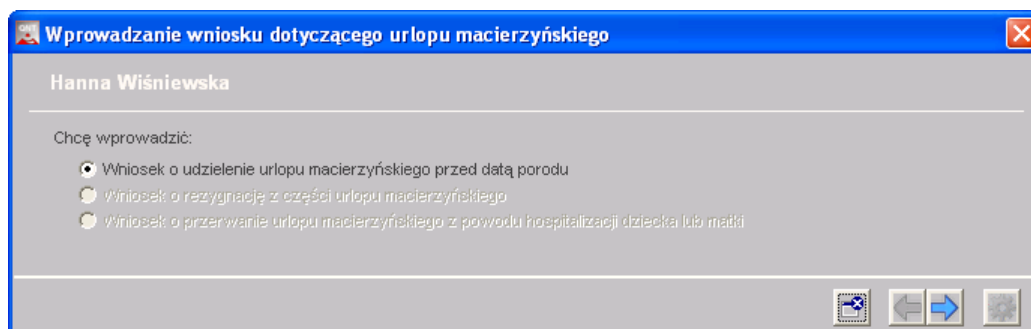 GNT
Wprowadzanie wniosku dotyczącego urlopu macierzyńskiego
Hanna Wiśniewska
Chcę wprowadzić:
Wniosek o udzielenie urlopu macierzyńskiego przed datą porodu
Wniosek o rezygnację z części urlopu macierzyńskiego
Wniosek o przerwanie urlopu macierzyńskiego z powodu hospitalizacji dziecka lub matki